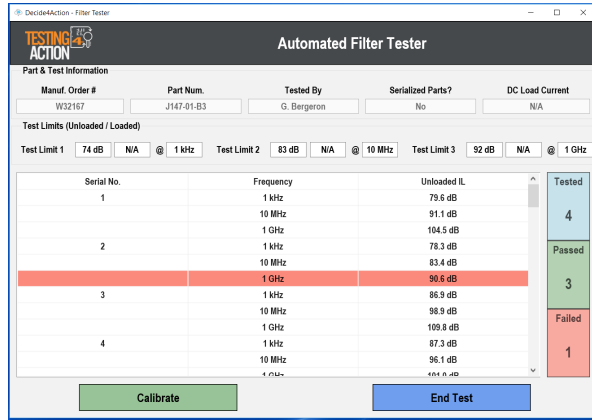 Decide4Action - Filter Tester
TESTING 4 ACTION
Automated Filter Tester
Part & Test Information
Manuf. Order # Part Num. Tested By Serialized Parts? DC Load Current
W32167 J147-01-B3 G. Bergeron No N/A
Test Limits (Unloaded / Loaded)
Test Limit 1 74 dB N/A @ 1 kHz Test Limit 2 83 dB N/A @ 10 MHz Test Limit 3 92 dB N/A @ 1 GHz
Serial No. Frequency Unloaded IL
1 1 kHz 79.6 dB
10 MHz 91.1 dB
1 GHz 104.5 dB
2 1 kHz 78.3 dB
10 MHz 83.4 dB
1 GHz 90.6 dB
3 1 kHz 86.9 dB
10 MHz 98.9 dB
1 GHz 109.8 dB
4 1 kHz 87.3 dB
10 MHz 96.1 dB
1 GHz 101.0 dB
Tested
4
Passed
3
Failed
1
Calibrate End Test